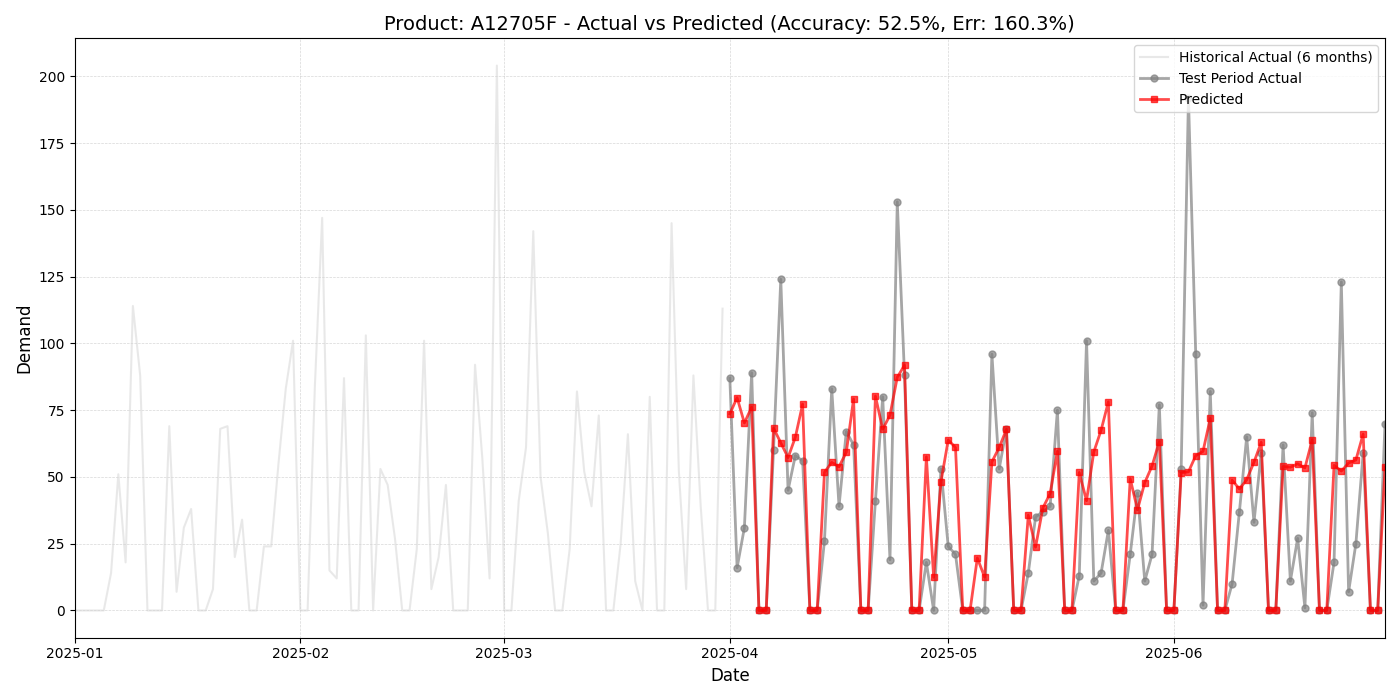 Product: A12705F - Actual vs Predicted (Accuracy: 52.5%, Err: 160.3%)
Historical Actual (6 months)
Test Period Actual
Predicted
Demand
200
175
150
125
100
75
50
25
0
2025-01
2025-02
2025-03
2025-04
2025-05
2025-06
Date